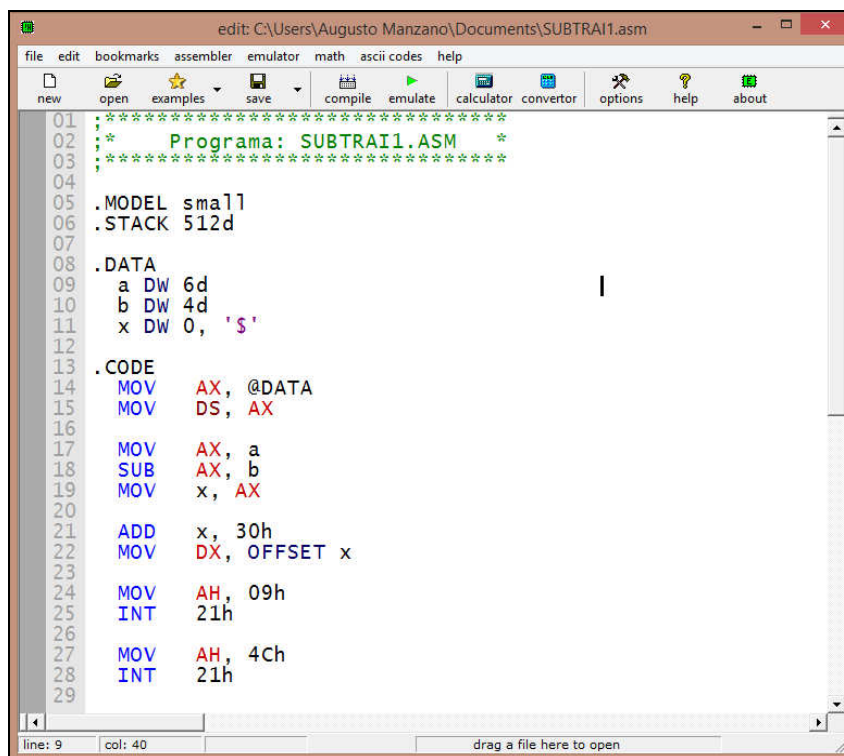 edit: C:\Users\Augusto Manzano\Documents\SUBTRAI1.asm
file edit bookmarks assembler emulator math ascii codes help
new open examples save compile emulate calculator convertor options help about
01 ;*******************************
02 ;*    Programa: SUBTRAI1.ASM   *
03 ;*******************************
04
05 .MODEL small
06 .STACK 512d
07
08 .DATA
09   a DW 6d
10   b DW 4d
11   x DW 0, '$'
12
13 .CODE
14   MOV   AX, @DATA
15   MOV   DS, AX
16
17   MOV   AX, a
18   SUB   AX, b
19   MOV   x, AX
20
21   ADD   x, 30h
22   MOV   DX, OFFSET x
23
24   MOV   AH, 09h
25   INT   21h
26
27   MOV   AH, 4Ch
28   INT   21h
29
line: 9 col: 40 drag a file here to open